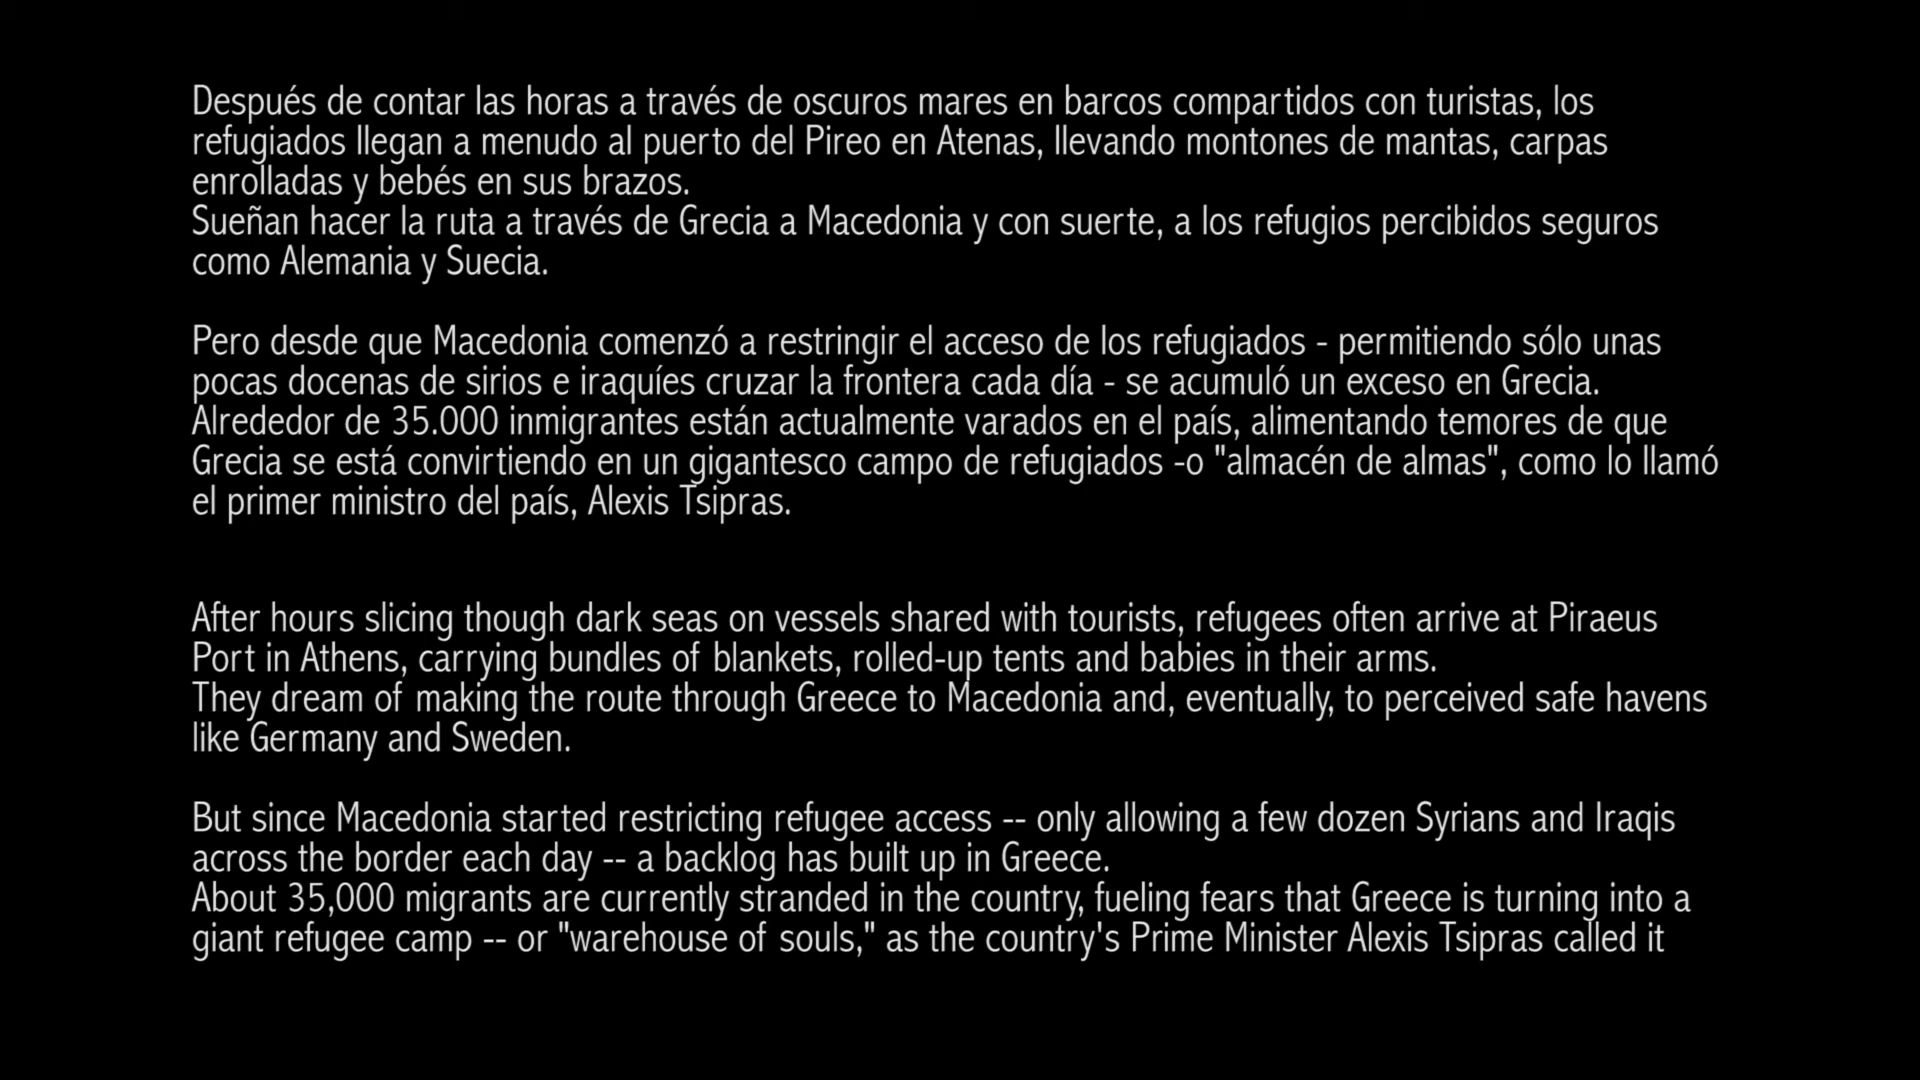 Después de contar las horas a través de oscuros mares en barcos compartidos con turistas, los
refugiados llegan a menudo al puerto del Pireo en Atenas, llevando montones de mantas, carpas
enrolladas y bebés en sus brazos.
Sueñan hacer la ruta a través de Grecia a Macedonia y con suerte, a los refugios percibidos seguros
como Alemania y Suecia.
Pero desde que Macedonia comenzó a restringir el acceso de los refugiados - permitiendo sólo unas
pocas docenas de sirios e iraquíes cruzar la frontera cada día - se acumuló un exceso en Grecia.
Alrededor de 35.000 inmigrantes están actualmente varados en el país, alimentando temores de que
Grecia se está convirtiendo en un gigantesco campo de refugiados -o "almacén de almas", como lo llamó
el primer ministro del país, Alexis Tsipras.
After hours slicing though dark seas on vessels shared with tourists, refugees often arrive at Piraeus
Port in Athens, carrying bundles of blankets, rolled-up tents and babies in their arms.
They dream of making the route through Greece to Macedonia and, eventually, to perceived safe havens
like Germany and Sweden.
But since Macedonia started restricting refugee access -- only allowing a few dozen Syrians and Iraqis
across the border each day -- a backlog has built up in Greece.
About 35,000 migrants are currently stranded in the country, fueling fears that Greece is turning into a
giant refugee camp -- or "warehouse of souls," as the country's Prime Minister Alexis Tsipras called it